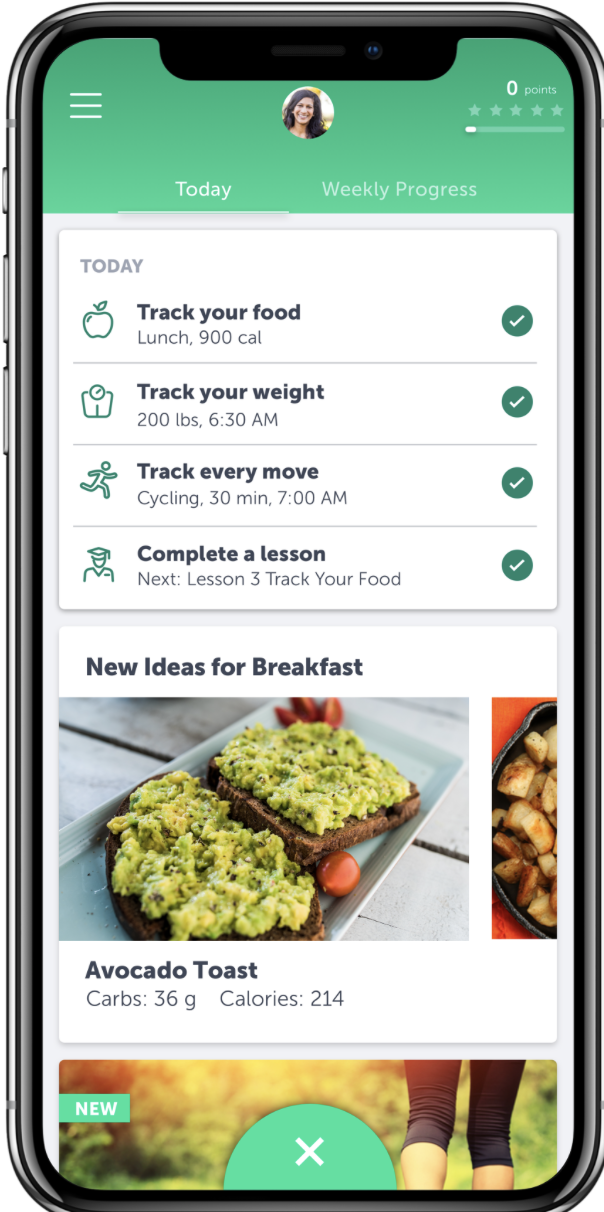 0 points
Today Weekly Progress
TODAY
Track your food
Lunch, 900 cal
Track your weight
200 lbs, 6:30 AM
Track every move
Cycling, 30 min, 7:00 AM
Complete a lesson
Next: Lesson 3 Track Your Food
New Ideas for Breakfast
Avocado Toast
Carbs: 36 g Calories: 214
NEW